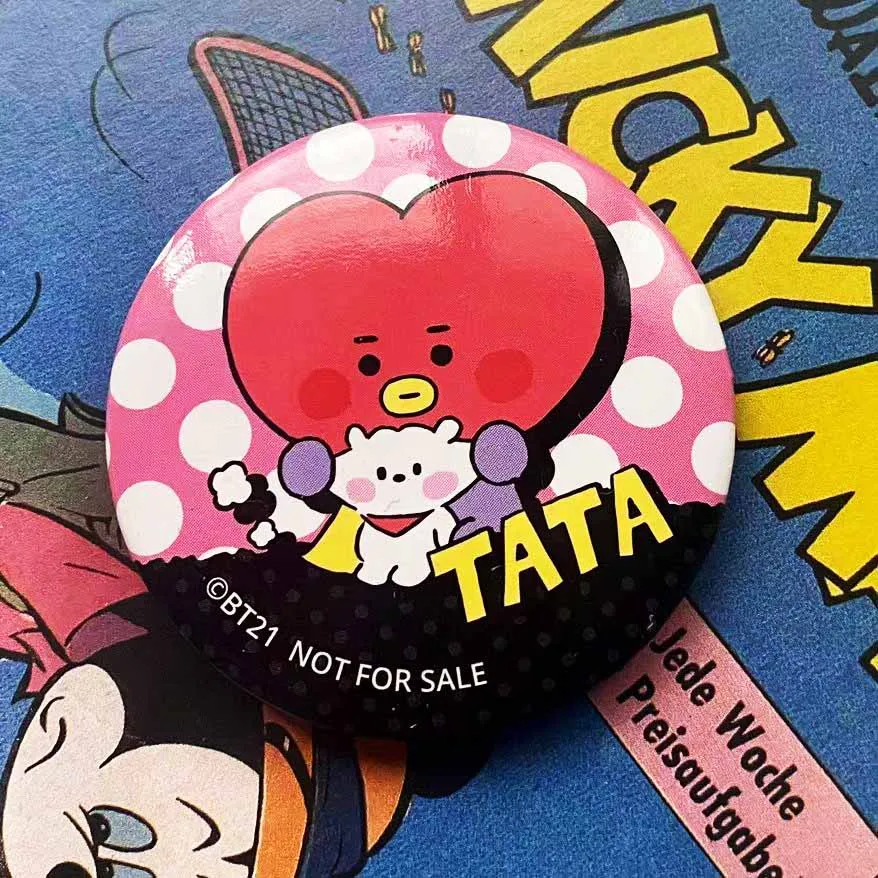 TATA
©BT21 NOT FOR SALE
Jede Woche
Preisaufgabe